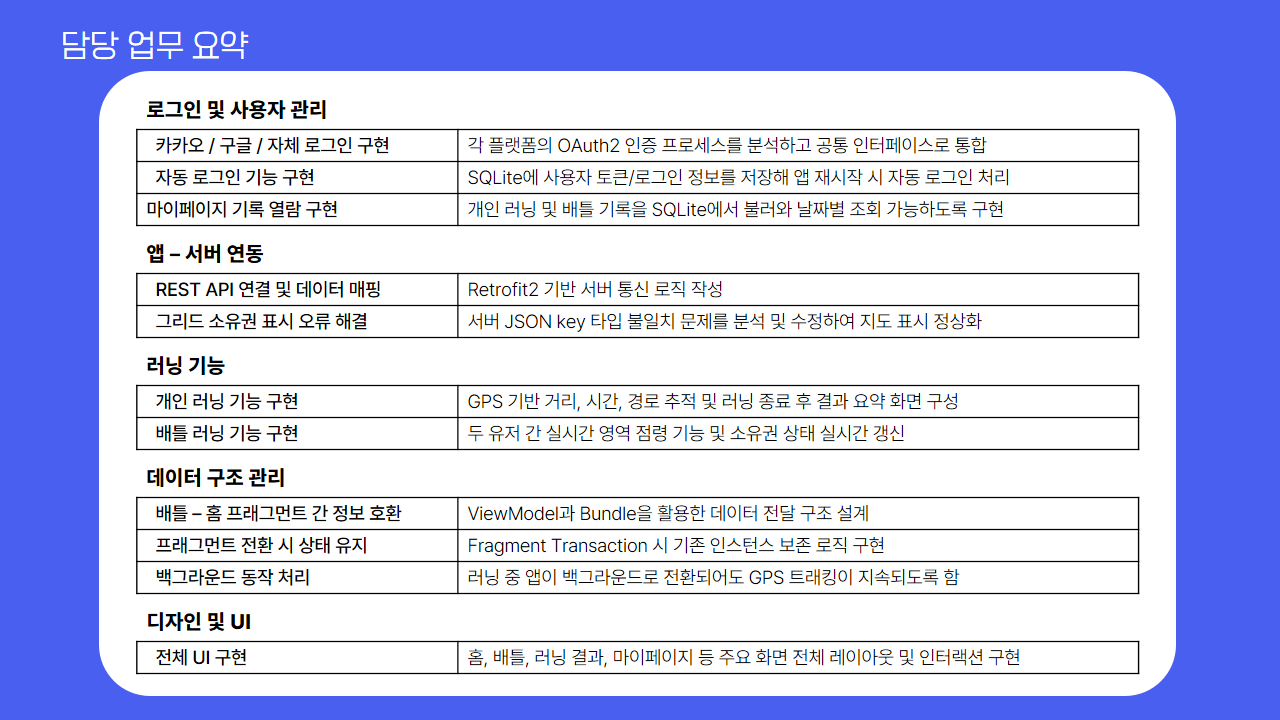 담당 업무 요약
로그인 및 사용자 관리
카카오 / 구글 / 자체 로그인 구현 각 플랫폼의 OAuth2 인증 프로세스를 분석하고 공통 인터페이스로 통합
자동 로그인 기능 구현 SQLite에 사용자 토큰/로그인 정보를 저장해 앱 재시작 시 자동 로그인 처리
마이페이지 기록 열람 구현 개인 러닝 및 배틀 기록을 SQLite에서 불러와 날짜별 조회 가능하도록 구현
앱 – 서버 연동
REST API 연결 및 데이터 매핑 Retrofit2 기반 서버 통신 로직 작성
그리드 소유권 표시 오류 해결 서버 JSON key 타입 불일치 문제를 분석 및 수정하여 지도 표시 정상화
러닝 기능
개인 러닝 기능 구현 GPS 기반 거리, 시간, 경로 추적 및 러닝 종료 후 결과 요약 화면 구성
배틀 러닝 기능 구현 두 유저 간 실시간 영역 점령 기능 및 소유권 상태 실시간 갱신
데이터 구조 관리
배틀 – 홈 프래그먼트 간 정보 호환 ViewModel과 Bundle을 활용한 데이터 전달 구조 설계
프래그먼트 전환 시 상태 유지 Fragment Transaction 시 기존 인스턴스 보존 로직 구현
백그라운드 동작 처리 러닝 중 앱이 백그라운드로 전환되어도 GPS 트래킹이 지속되도록 함
디자인 및 UI
전체 UI 구현 홈, 배틀, 러닝 결과, 마이페이지 등 주요 화면 전체 레이아웃 및 인터랙션 구현